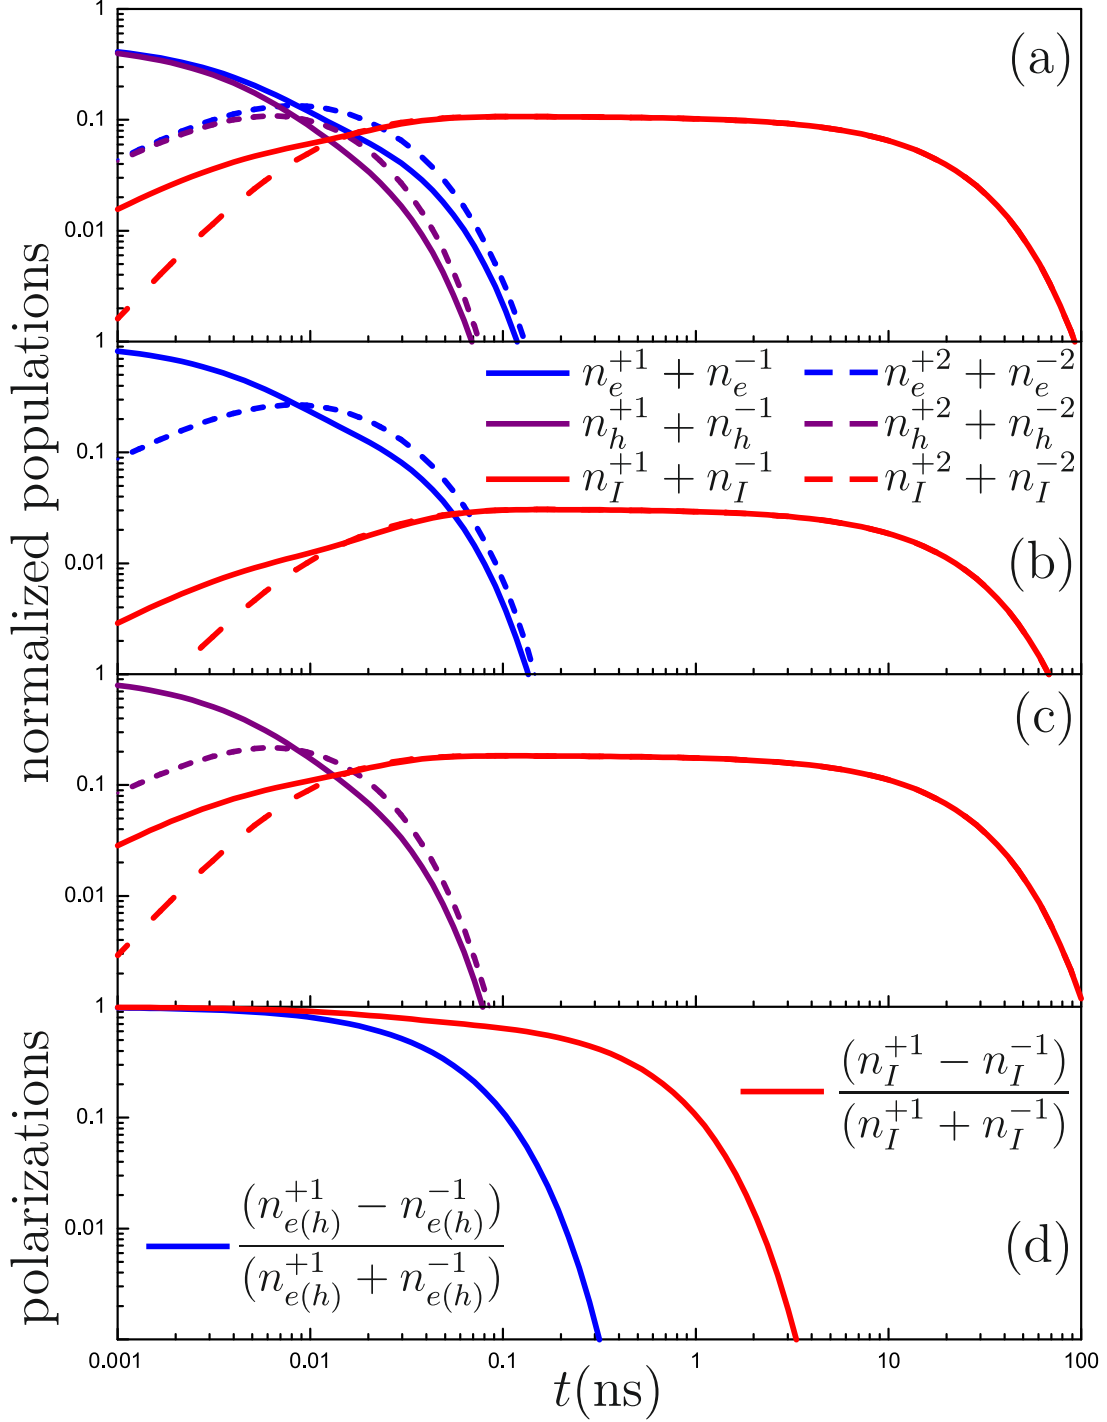 1
(a)
0.1
0.01
1
n_e^{+1} + n_e^{-1}
n_e^{+2} + n_e^{-2}
n_h^{+1} + n_h^{-1}
n_h^{+2} + n_h^{-2}
n_I^{+1} + n_I^{-1}
n_I^{+2} + n_I^{-2}
0.1
0.01
(b)
normalized populations
1
(c)
0.1
0.01
1
(n_I^{+1} − n_I^{-1})
(n_I^{+1} + n_I^{-1})
0.1
(n_{e(h)}^{+1} − n_{e(h)}^{-1})
(n_{e(h)}^{+1} + n_{e(h)}^{-1})
0.01
(d)
polarizations
0.001
0.01
0.1
1
10
100
t(ns)